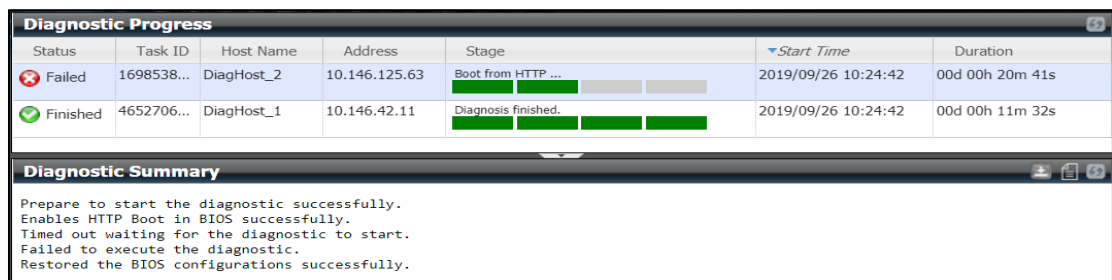 Diagnostic Progress
Status Task ID Host Name Address Stage Start Time Duration
Failed 1698538... DiagHost_2 10.146.125.63 Boot from HTTP ... 2019/09/26 10:24:42 00d 00h 20m 41s
Finished 4652706... DiagHost_1 10.146.42.11 Diagnosis finished. 2019/09/26 10:24:42 00d 00h 11m 32s
Diagnostic Summary
Prepare to start the diagnostic successfully.
Enables HTTP Boot in BIOS successfully.
Timed out waiting for the diagnostic to start.
Failed to execute the diagnostic.
Restored the BIOS configurations successfully.